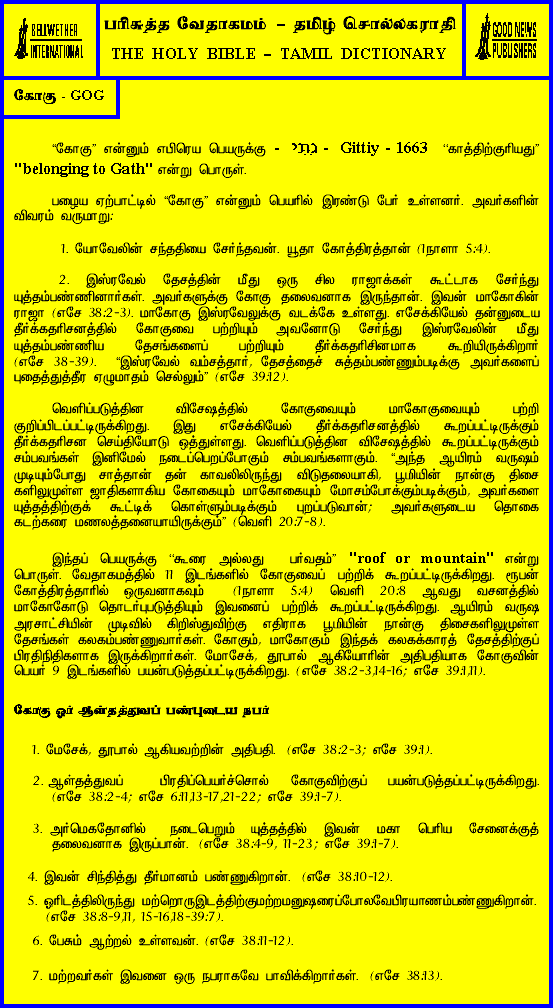 BELLWETHER
INTERNATIONAL
பரிசுத்த வேதாகமம் – தமிழ் சொல்லகராதி
THE HOLY BIBLE – TAMIL DICTIONARY
GOOD NEWS
PUBLISHERS
கோகு - GOG
“கோகு” என்னும் எபிரெய பெயருக்கு - גִּתִּי - Gittiy - 1663 “காத்திற்குரியது”
"belonging to Gath" என்று பொருள்.
பழைய ஏற்பாட்டில் “கோகு” என்னும் பெயரில் இரண்டு பேர் உள்ளனர். அவர்களின்
விவரம் வருமாறு:
1. யோவேலின் சந்ததியை சேர்ந்தவன். யூதா கோத்திரத்தான் (1நாளா 5:4).
2. இஸ்ரவேல் தேசத்தின் மீது ஒரு சில ராஜாக்கள் கூட்டாக சேர்ந்து
யுத்தம்பண்ணினார்கள். அவர்களுக்கு கோகு தலைவனாக இருந்தான். இவன் மாகோகின்
ராஜா (எசே 38:2-3). மாகோகு இஸ்ரவேலுக்கு வடக்கே உள்ளது. எசேக்கியேல் தன்னுடைய
தீர்க்கதரிசனத்தில் கோகுவை பற்றியும் அவனோடு சேர்ந்து இஸ்ரவேலின் மீது
யுத்தம்பண்ணிய தேசங்களைப் பற்றியும் தீர்க்கதரிசினமாக கூறியிருக்கிறார்
(எசே 38-39). “இஸ்ரவேல் வம்சத்தார், தேசத்தைச் சுத்தம்பண்ணும்படிக்கு அவர்களைப்
புதைத்துத்தீர ஏழுமாதம் செல்லும்” (எசே 39:12).
வெளிப்படுத்தின விசேஷத்தில் கோகுவையும் மாகோகுவையும் பற்றி
குறிப்பிடப்பட்டிருக்கிறது. இது எசேக்கியேல் தீர்க்கதரிசனத்தில் கூறப்பட்டிருக்கும்
தீர்க்கதரிசன செய்தியோடு ஒத்துள்ளது. வெளிப்படுத்தின விசேஷத்தில் கூறப்பட்டிருக்கும்
சம்பவங்கள் இனிமேல் நடைப்பெறப்போகும் சம்பவங்களாகும். “அந்த ஆயிரம் வருஷம்
முடியும்போது சாத்தான் தன் காவலிலிருந்து விடுதலையாகி, பூமியின் நான்கு திசை
களிலுமுள்ள ஜாதிகளாகிய கோகையும் மாகோகையும் மோசம்போக்கும்படிக்கும், அவர்களை
யுத்தத்திற்குக் கூட்டிக் கொள்ளும்படிக்கும் புறப்படுவான்; அவர்களுடைய தொகை
கடற்கரை மணலத்தனையாயிருக்கும்” (வெளி 20:7-8).
இந்தப் பெயருக்கு “கூரை அல்லது பர்வதம்” "roof or mountain" என்று
பொருள். வேதாகமத்தில் 11 இடங்களில் கோகுவைப் பற்றிக் கூறப்பட்டிருக்கிறது. ரூபன்
கோத்திரத்தாரில் ஒருவனாகவும் (1நாளா 5:4) வெளி 20:8 ஆவது வசனத்தில்
மாகோகோடு தொடர்புபடுத்தியும் இவனைப் பற்றிக் கூறப்பட்டிருக்கிறது. ஆயிரம் வருஷ
அரசாட்சியின் முடிவில் கிறிஸ்துவிற்கு எதிராக பூமியின் நான்கு திசைகளிலுமுள்ள
தேசங்கள் கலகம்பண்ணுவார்கள். கோகும், மாகோகும் இந்தக் கலகக்காரத் தேசத்திற்குப்
பிரதிநிதிகளாக இருக்கிறார்கள். மோசேக், தூபால் ஆகியோரின் அதிபதியாக கோகுவின்
பெயர் 9 இடங்களில் பயன்படுத்தப்பட்டிருக்கிறது. (எசே 38:2-3,14-16; எசே 39:1,11).
கோகு ஓர் ஆள்தத்துவப் பண்புடைய நபர்
1. மேசேக், தூபால் ஆகியவற்றின் அதிபதி. (எசே 38:2-3; எசே 39:1).
2. ஆள்தத்துவப் பிரதிப்பெயர்ச்சொல் கோகுவிற்குப் பயன்படுத்தப்பட்டிருக்கிறது.
(எசே 38:2-4; எசே 6:11,13-17,21-22; எசே 39:1-7).
3. அர்மெகதோனில் நடைபெறும் யுத்தத்தில் இவன் மகா பெரிய சேனைக்குத்
தலைவனாக இருப்பான். (எசே 38:4-9, 11-23; எசே 39:1-7).
4. இவன் சிந்தித்து தீர்மானம் பண்ணுகிறான். (எசே 38:10-12).
5. ஓரிடத்திலிருந்து மற்றொருஇடத்திற்குமற்றமனுஷரைப்போலவேபிரயாணம்பண்ணுகிறான்.
(எசே 38:8-9,11, 15-16,18-39:7).
6. பேசும் ஆற்றல் உள்ளவன். (எசே 38:11-12).
7. மற்றவர்கள் இவனை ஒரு நபராகவே பாவிக்கிறார்கள். (எசே 38:13).